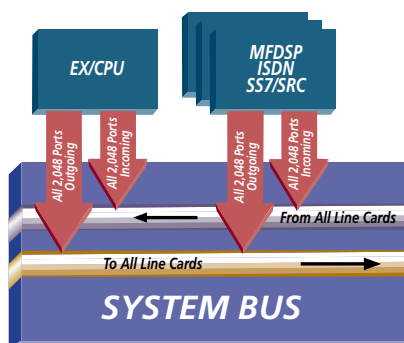 EX/CPU
MFDSP
ISDN
SS7/SRC
All 2,048 Ports
Outgoing
All 2,048 Ports
Incoming
All 2,048 Ports
Outgoing
All 2,048 Ports
Incoming
From All Line Cards
To All Line Cards
SYSTEM BUS